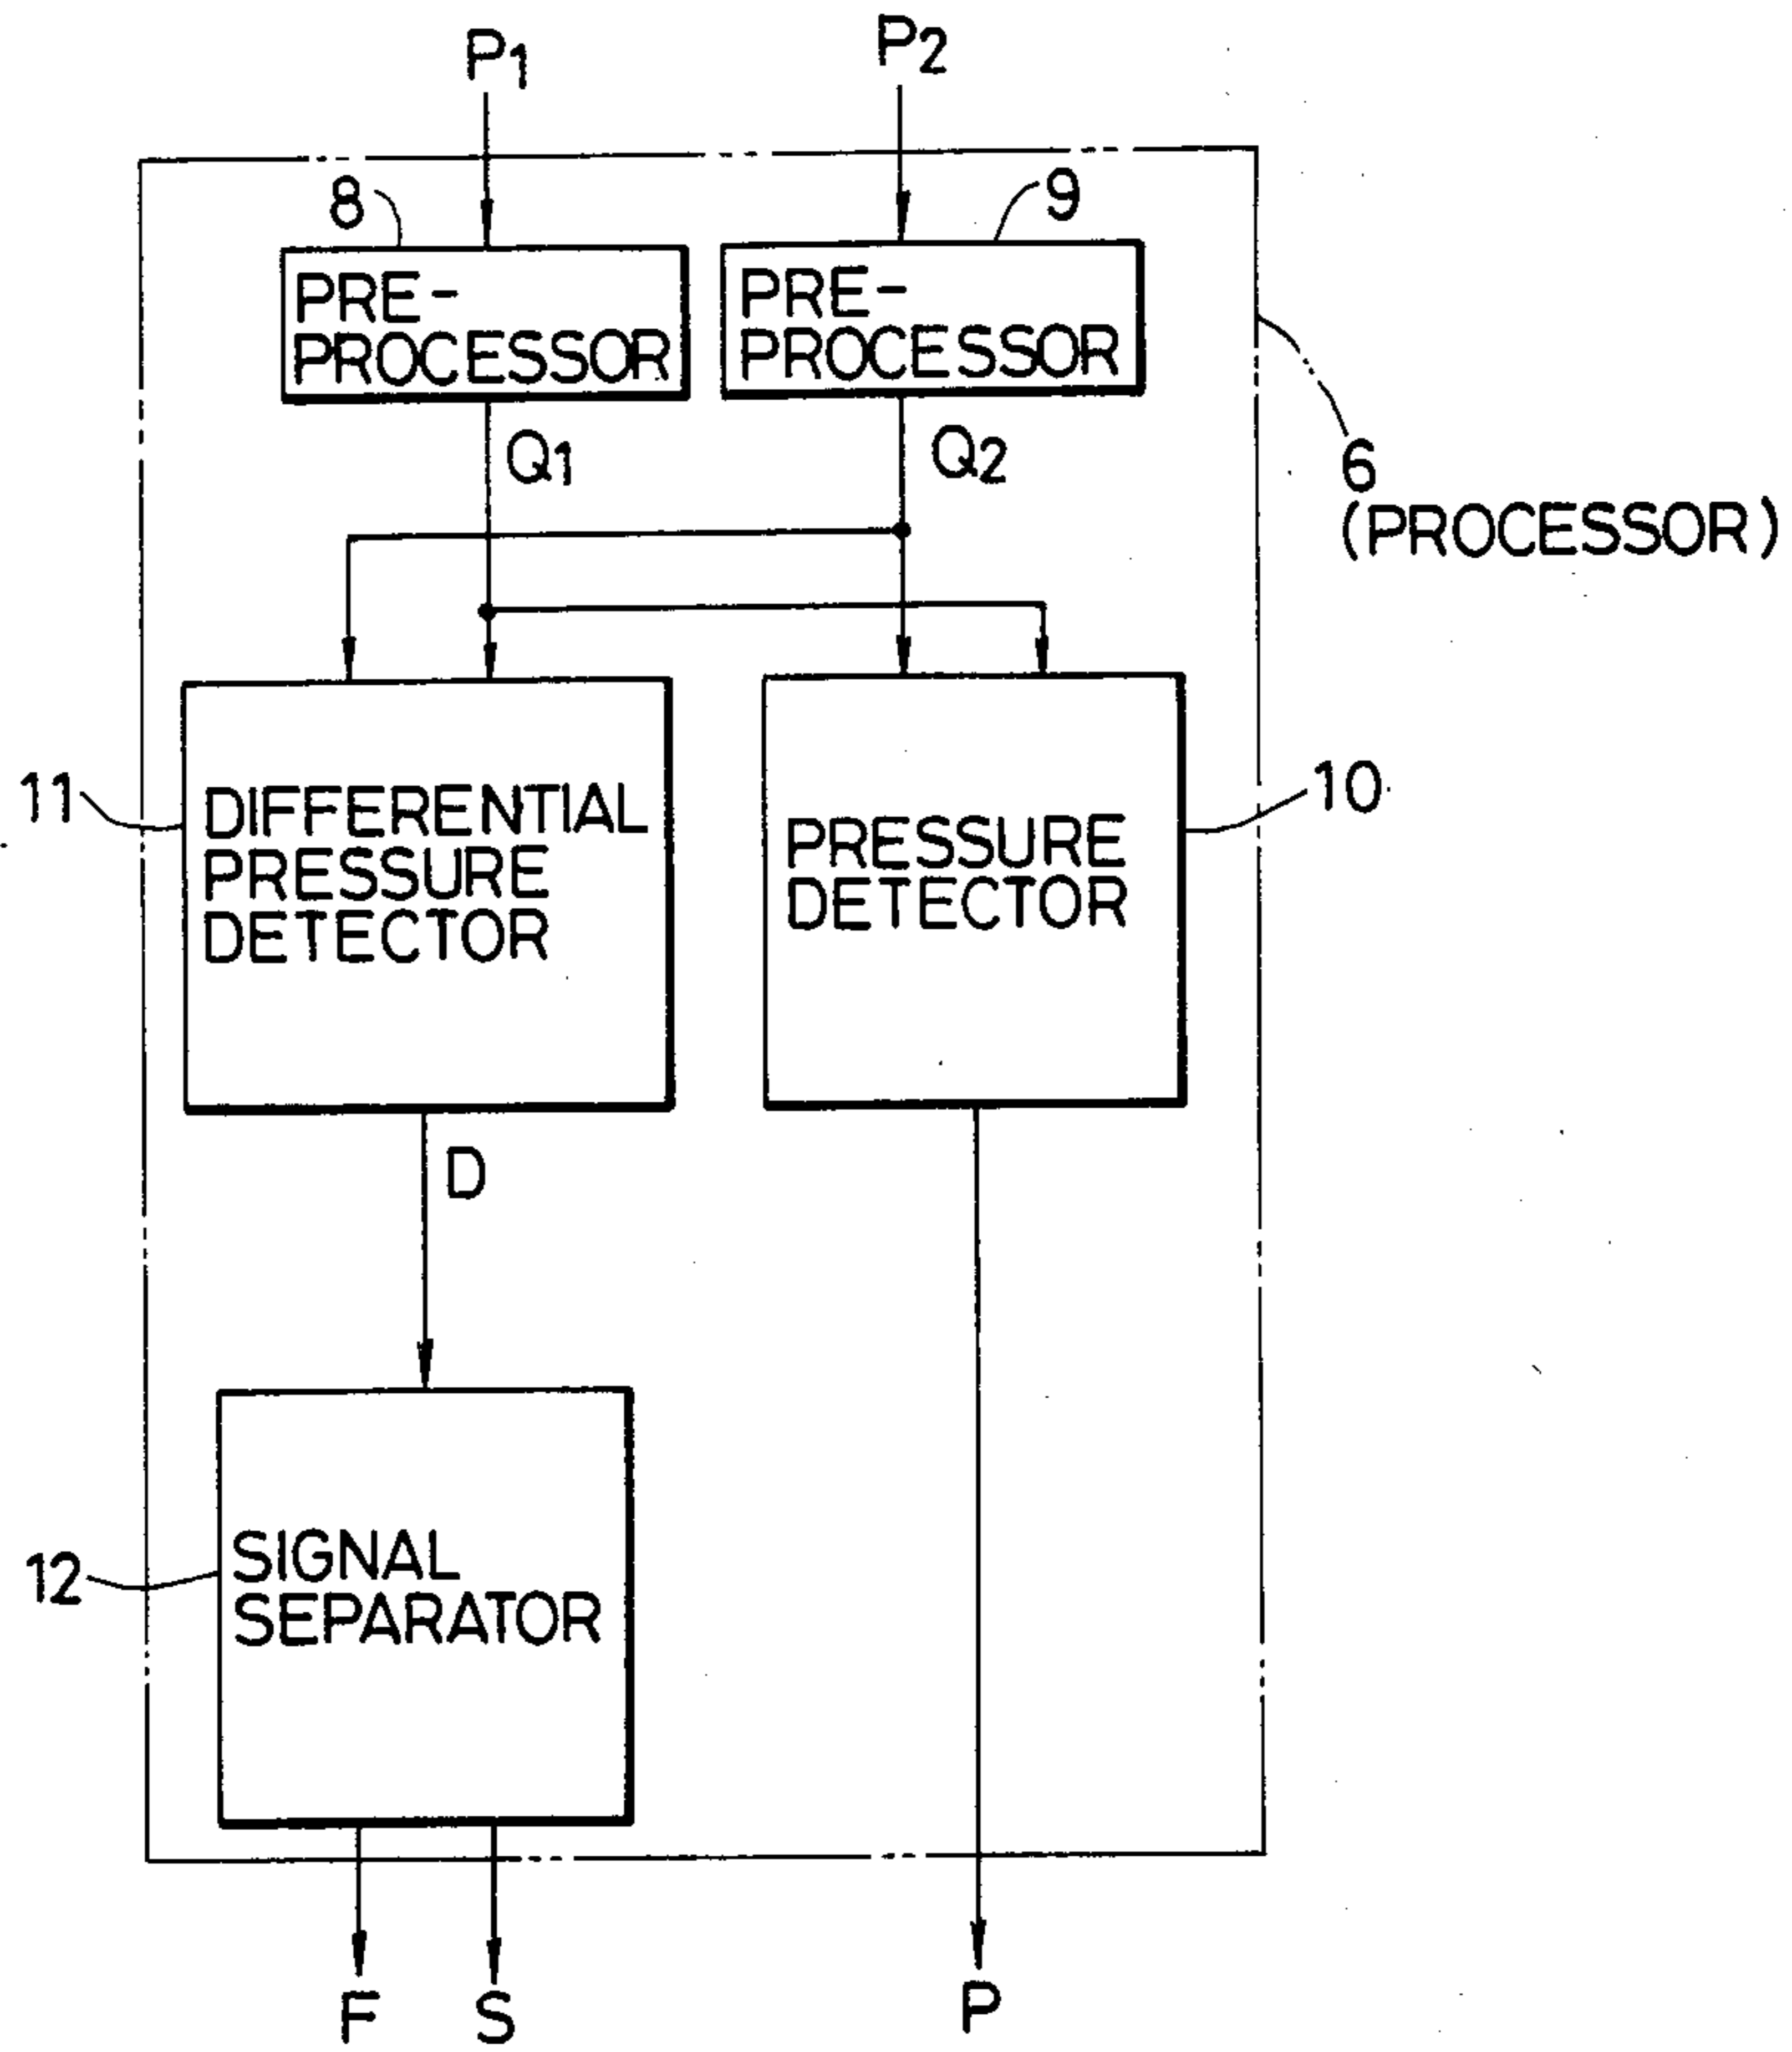 P1
P2
8
9
PRE-
PROCESSOR
PRE-
PROCESSOR
Q1
Q2
6
(PROCESSOR)
11
DIFFERENTIAL
PRESSURE
DETECTOR
PRESSURE
DETECTOR
10
D
12
SIGNAL
SEPARATOR
F
S
P